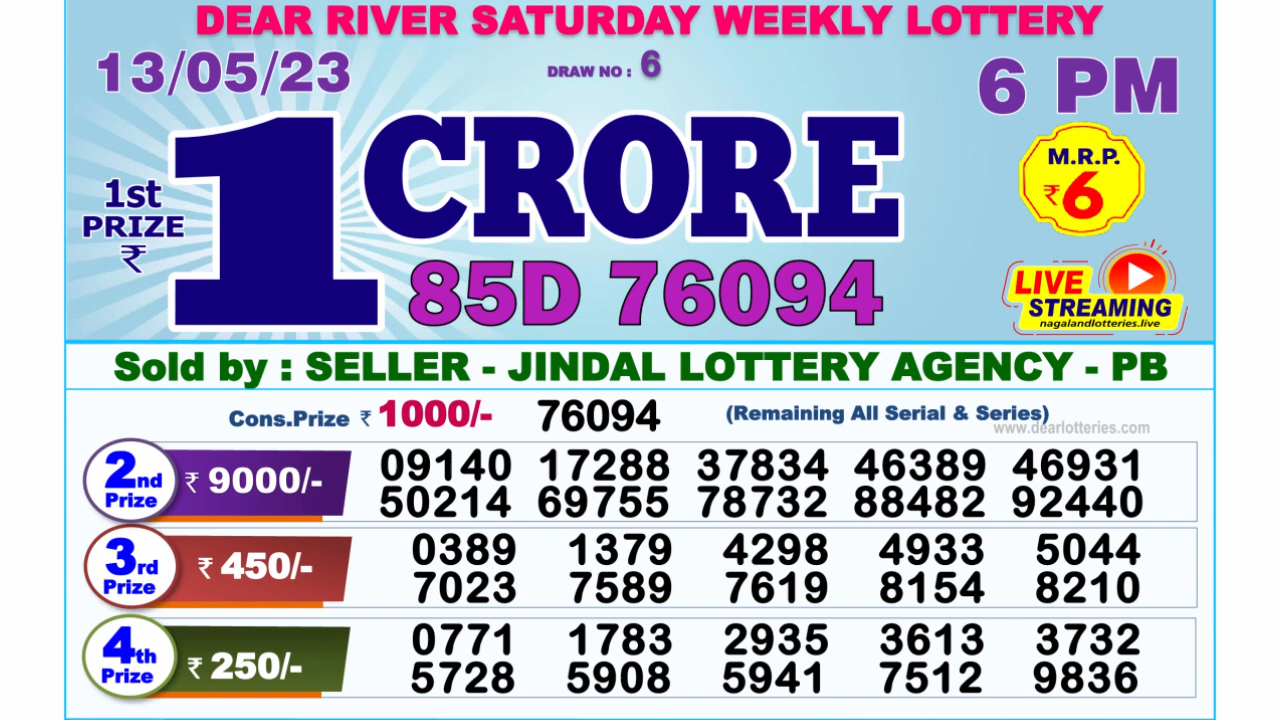 DEAR RIVER SATURDAY WEEKLY LOTTERY
13/05/23
DRAW NO : 6
6 PM
1st
PRIZE
₹
1 CRORE
M.R.P.
₹6
85D 76094
LIVE
STREAMING
nagalandlotteries.live
Sold by : SELLER - JINDAL LOTTERY AGENCY - PB
Cons.Prize ₹ 1000/- 76094 (Remaining All Serial & Series)
www.dearlotteries.com
2nd Prize ₹ 9000/-
09140 17288 37834 46389 46931
50214 69755 78732 88482 92440
3rd Prize ₹ 450/-
0389 1379 4298 4933 5044
7023 7589 7619 8154 8210
4th Prize ₹ 250/-
0771 1783 2935 3613 3732
5728 5908 5941 7512 9836